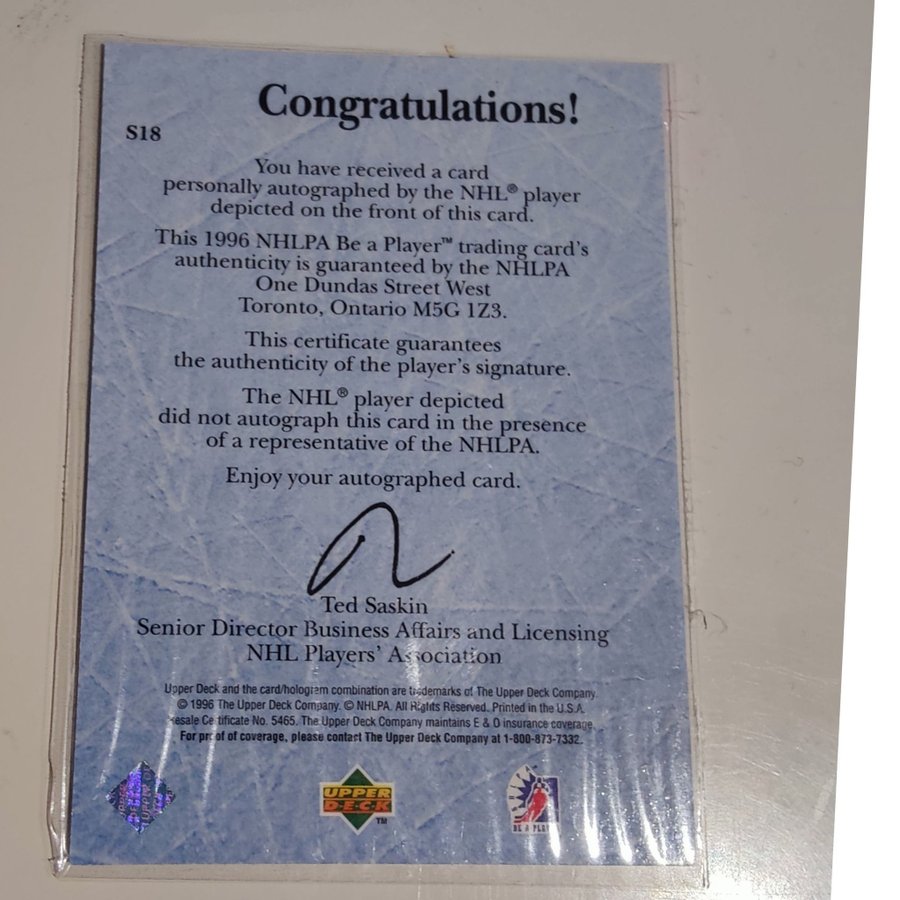 Congratulations!
S18
You have received a card
personally autographed by the NHL® player
depicted on the front of this card.
This 1996 NHLPA Be a Player™ trading card's
authenticity is guaranteed by the NHLPA
One Dundas Street West
Toronto, Ontario M5G 1Z3.
This certificate guarantees
the authenticity of the player's signature.
The NHL® player depicted
did not autograph this card in the presence
of a representative of the NHLPA.
Enjoy your autographed card.
Ted Saskin
Senior Director Business Affairs and Licensing
NHL Players' Association
Upper Deck and the card/hologram combination are trademarks of The Upper Deck Company.
© 1996 The Upper Deck Company. © NHLPA. All Rights Reserved. Printed in the U.S.A.
Resale Certificate No. 5465. The Upper Deck Company maintains E & O insurance coverage.
For proof of coverage, please contact The Upper Deck Company at 1-800-873-7332.
UPPER
DECK
TM
BE A PLAY